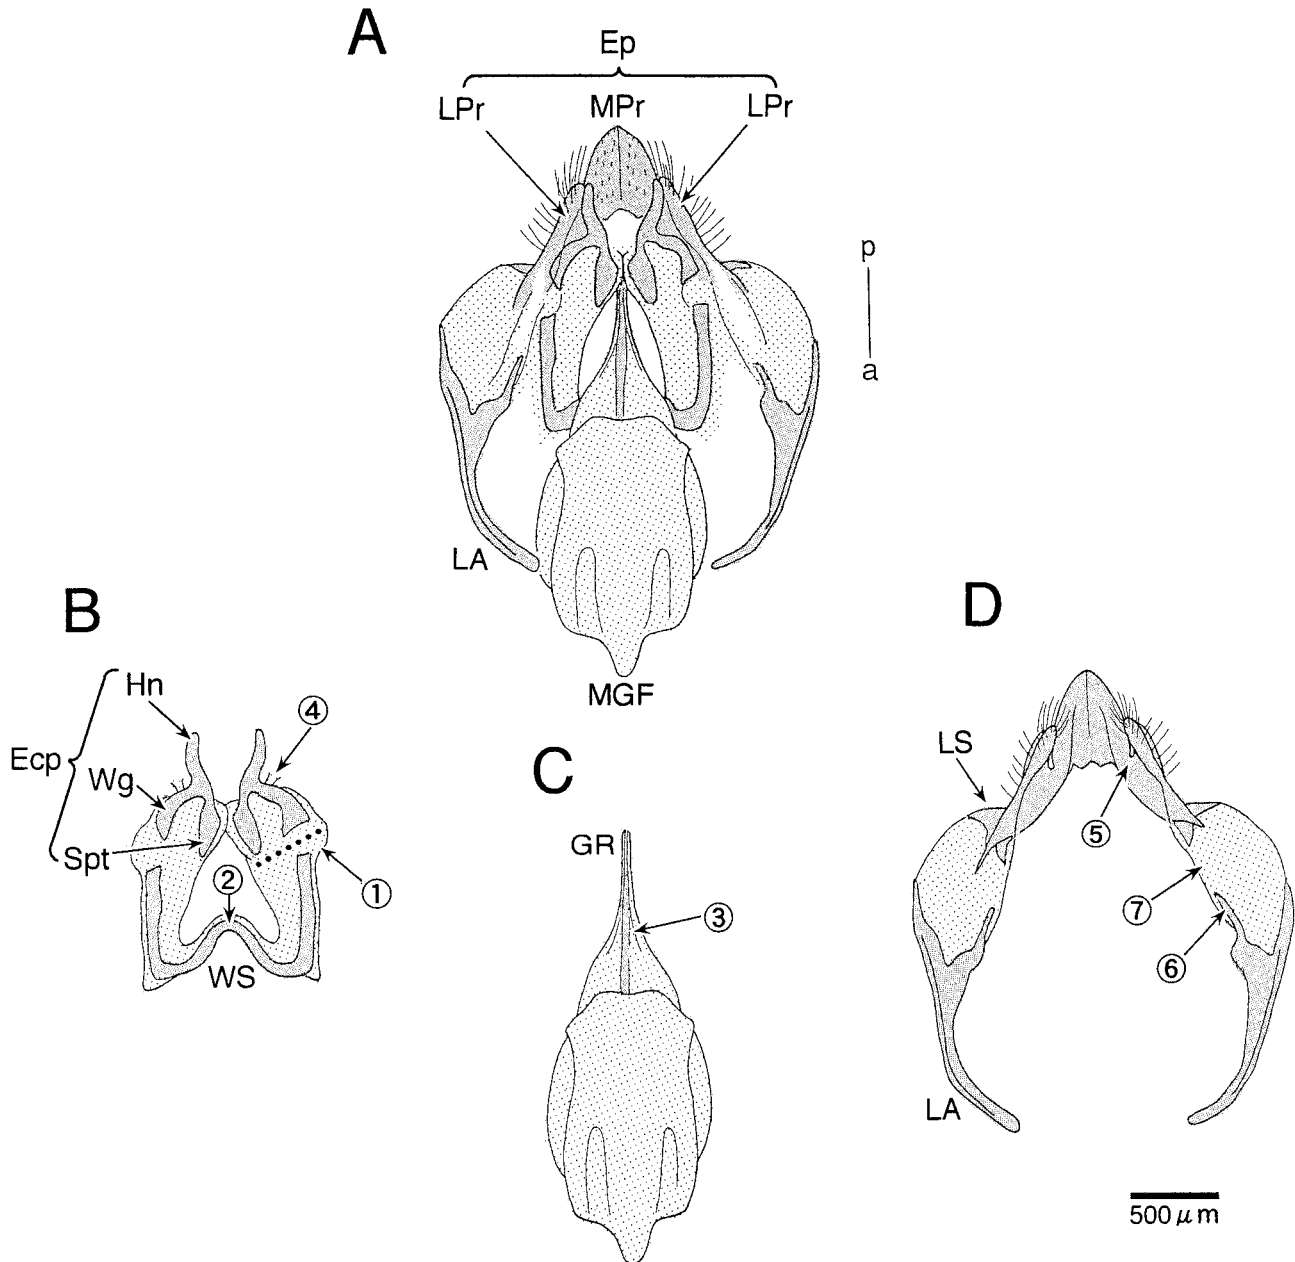 A
Ep
LPr MPr LPr
p
a
LA
MGF
B
Hn
④
Ecp
Wg
Spt
②
①
WS
C
GR
③
D
LS
⑤
⑦
⑥
LA
500 μm